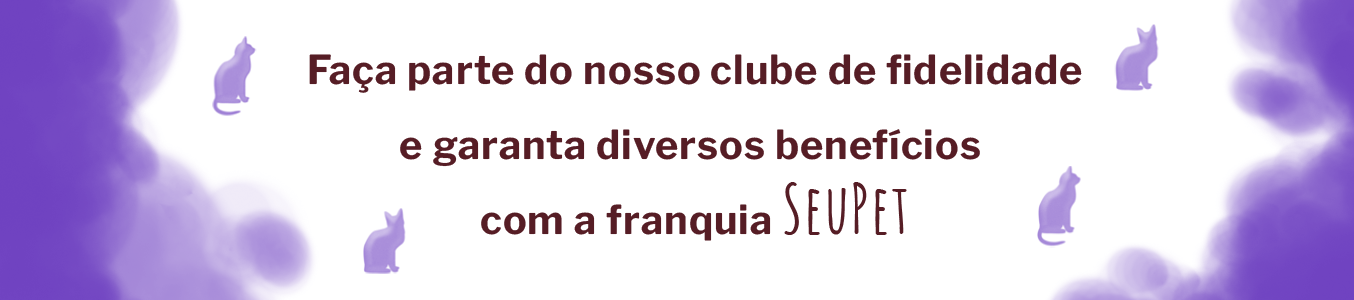 Faça parte do nosso clube de fidelidade
e garanta diversos benefícios
com a franquia SEUPET